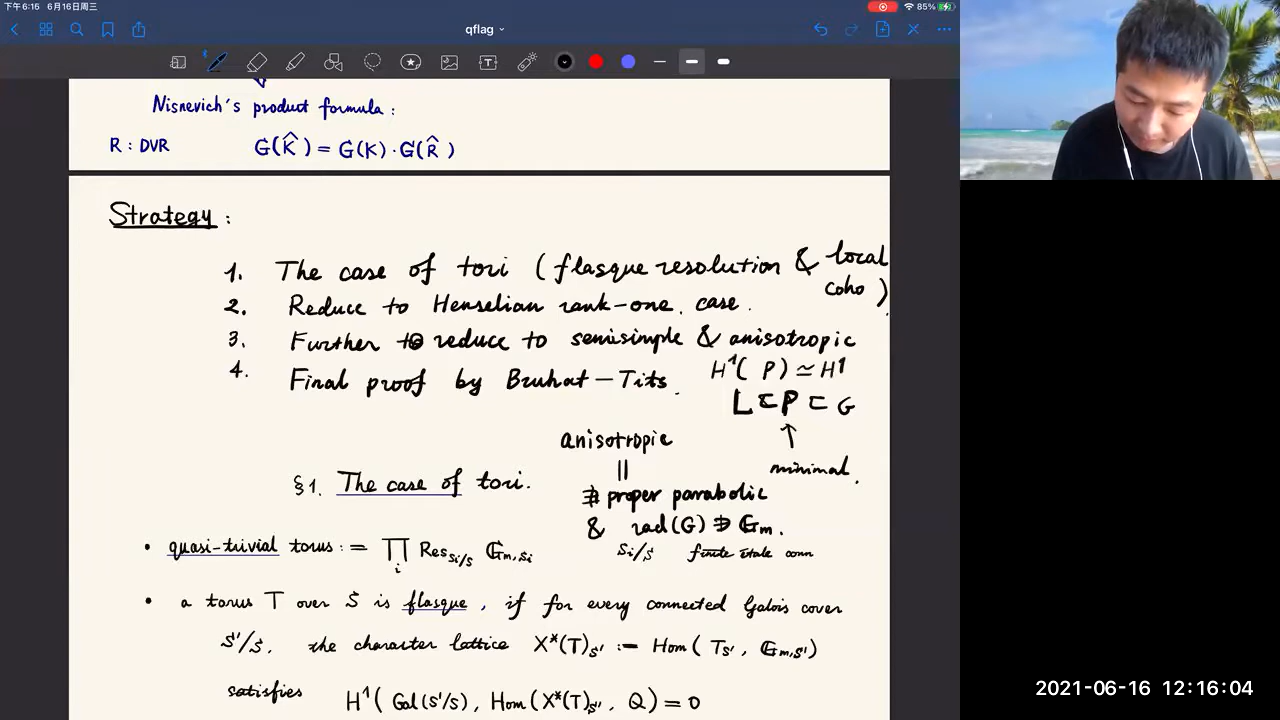 下午6:15 6月16日周三
85%
qflag
Nisnevich's product formula:
R: DVR G(K̂) = G(K)·G(R̂)
Strategy:
1. The case of tori (flasque resolution & local coho)
2. Reduce to Henselian rank-one case.
3. Further to reduce to semisimple & anisotropic
4. Final proof by Bruhat-Tits.
H¹( P) ≃ H¹
L ⊏ P ⊏ G
↑
minimal.
anisotropic
||
∄ proper parabolic
& rad(G) ∌ 𝔾m.
§1. The case of tori.
• quasi-trivial torus := ∏i Res Si/S 𝔾m,Si
Si/S finite étale conn
• a torus T over S is flasque, if for every connected Galois cover
S'/S, the character lattice X*(T)S' := Hom( TS', 𝔾m,S')
satisfies H¹( Gal(S'/S), Hom(X*(T)S', Q) = 0
2021-06-16 12:16:04